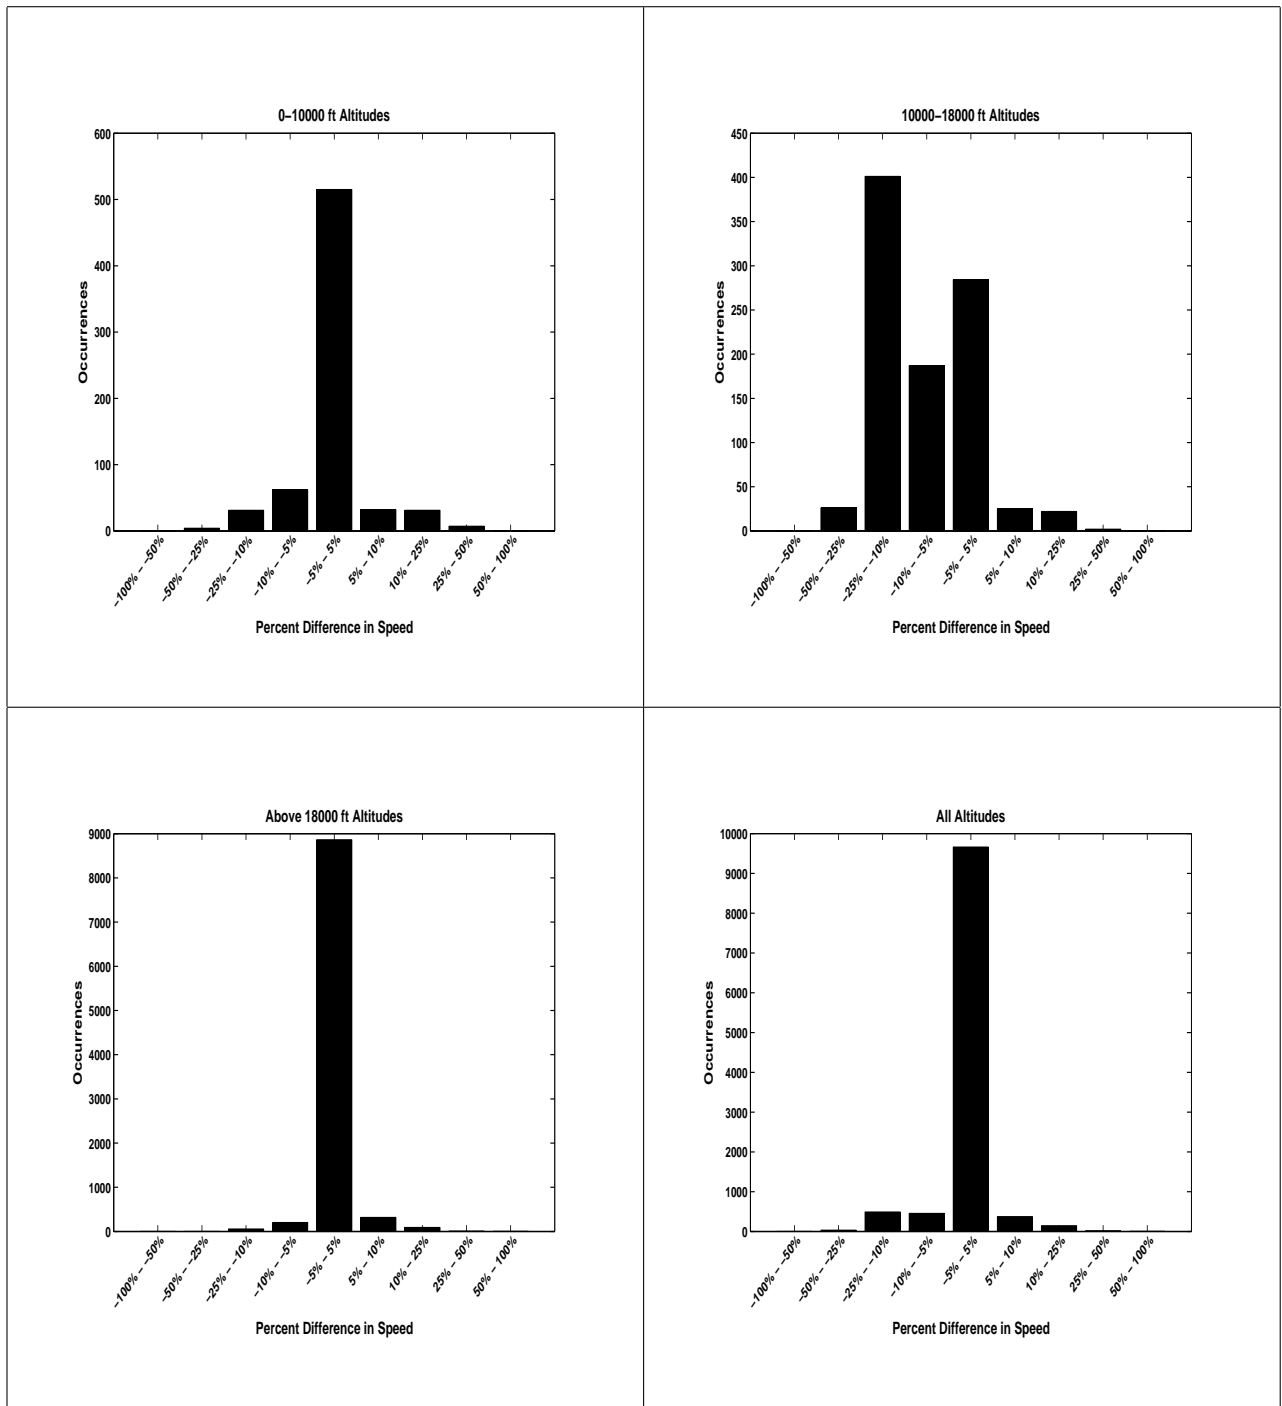 0–10000 ft Altitudes
600
500
400
300
200
100
0
Occurrences
–100% – –50%
–50% – –25%
–25% – –10%
–10% – –5%
–5% – 5%
5% – 10%
10% – 25%
25% – 50%
50% – 100%
Percent Difference in Speed
10000–18000 ft Altitudes
450
400
350
300
250
200
150
100
50
0
Occurrences
–100% – –50%
–50% – –25%
–25% – –10%
–10% – –5%
–5% – 5%
5% – 10%
10% – 25%
25% – 50%
50% – 100%
Percent Difference in Speed
Above 18000 ft Altitudes
9000
8000
7000
6000
5000
4000
3000
2000
1000
0
Occurrences
–100% – –50%
–50% – –25%
–25% – –10%
–10% – –5%
–5% – 5%
5% – 10%
10% – 25%
25% – 50%
50% – 100%
Percent Difference in Speed
All Altitudes
10000
9000
8000
7000
6000
5000
4000
3000
2000
1000
0
Occurrences
–100% – –50%
–50% – –25%
–25% – –10%
–10% – –5%
–5% – 5%
5% – 10%
10% – 25%
25% – 50%
50% – 100%
Percent Difference in Speed